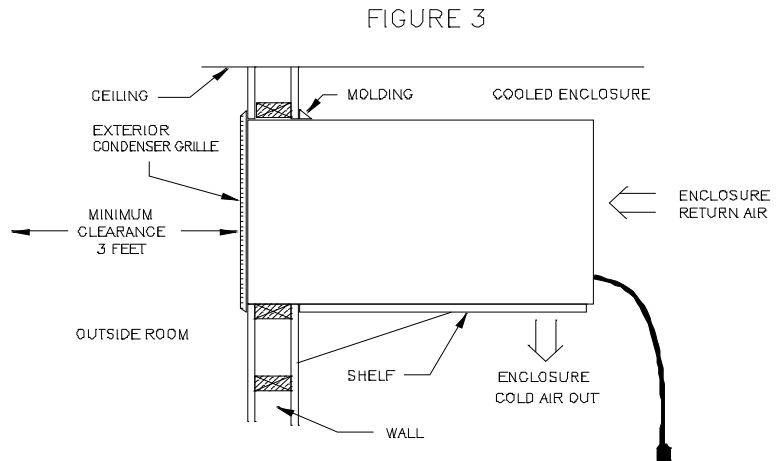 FIGURE 3
CEILING
MOLDING
COOLED ENCLOSURE
EXTERIOR
CONDENSER GRILLE
ENCLOSURE
RETURN AIR
MINIMUM
CLEARANCE
3 FEET
OUTSIDE ROOM
SHELF
ENCLOSURE
COLD AIR OUT
WALL